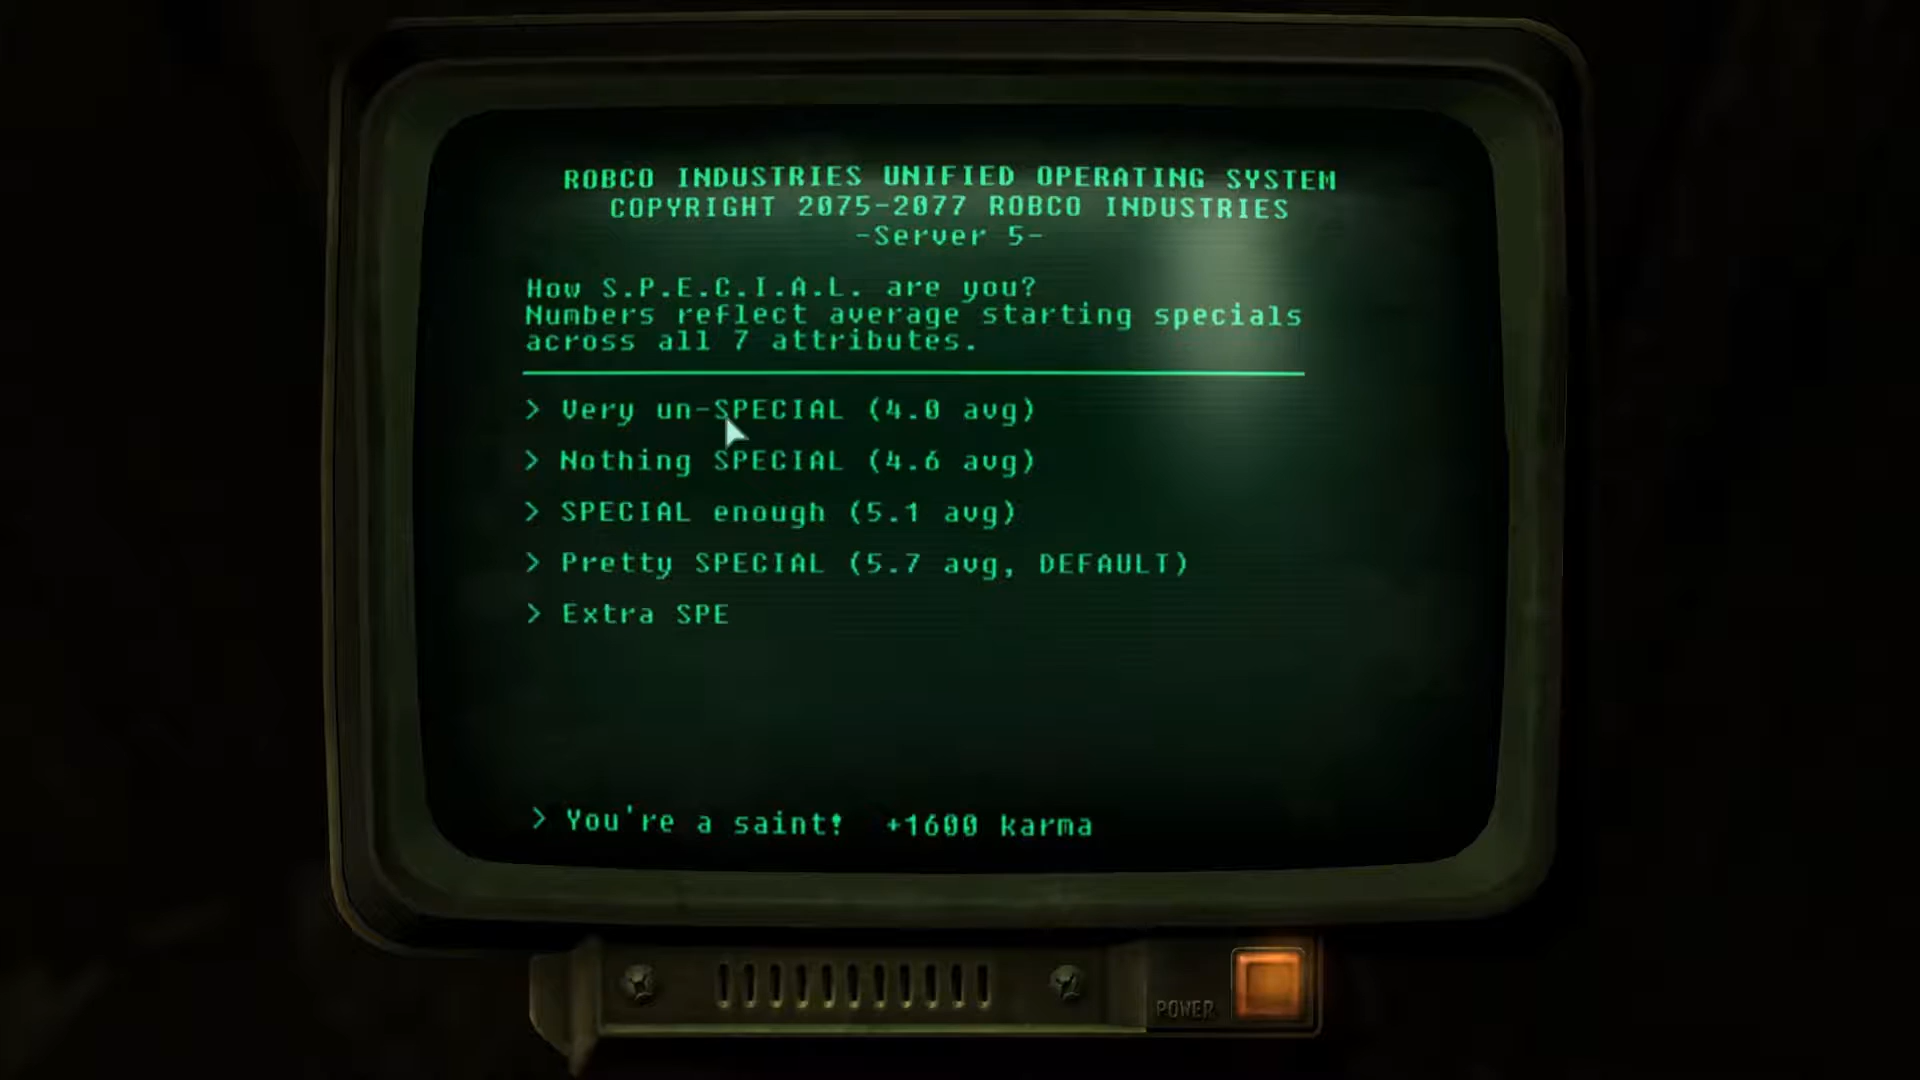 ROBCO INDUSTRIES UNIFIED OPERATING SYSTEM
COPYRIGHT 2075-2077 ROBCO INDUSTRIES
-Server 5-
How S.P.E.C.I.A.L. are you?
Numbers reflect average starting specials
across all 7 attributes.
> Very un-SPECIAL (4.0 avg)
> Nothing SPECIAL (4.6 avg)
> SPECIAL enough (5.1 avg)
> Pretty SPECIAL (5.7 avg, DEFAULT)
> Extra SPE
> You're a saint! +1600 karma
POWER